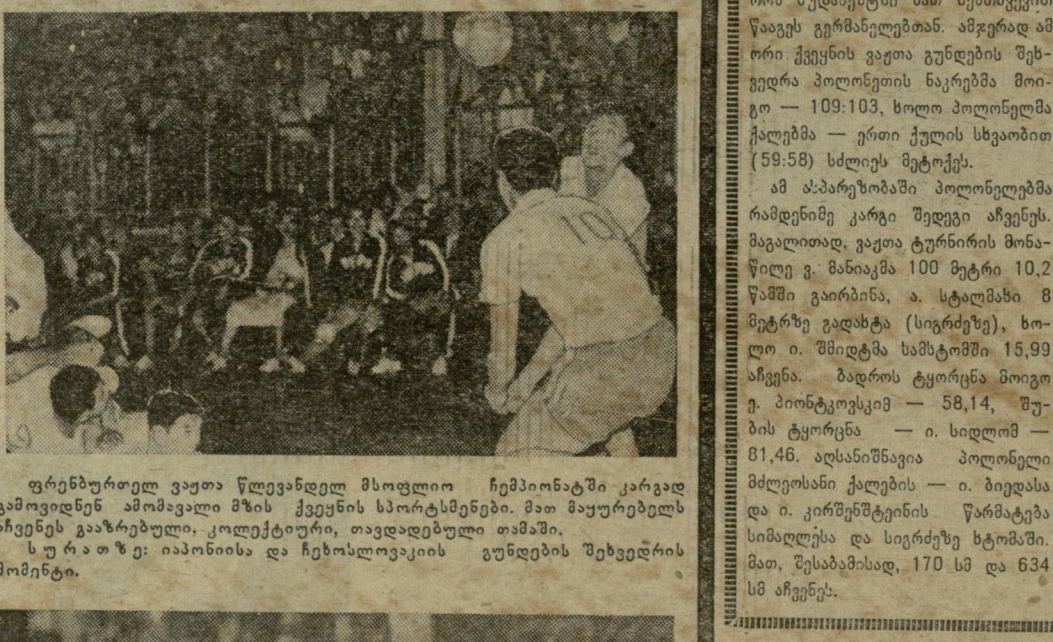 10
ფრენბურთელ ვაჟთა წლევანდელ მსოფლიო ჩემპიონატში კარგად
გამოვიდნენ ამომავალი მზის ქვეყნის სპორტსმენები. მათ მაყურებელს
აჩვენეს გააზრებული, კოლექტიური, თავდადებული თამაში.
სურათზე: იაპონიისა და ჩეხოსლოვაკიის გუნდების შეხვედრის
მომენტი.
წააგეს გერმანელებთან. ამჯერად ამ
ორი ქვეყნის ვაჟთა გუნდების შეხ-
ვედრა პოლონეთის ნაკრებმა მოი-
გო — 109:103, ხოლო პოლონელმა
ქალებმა — ერთი ქულის სხვაობით
(59:58) სძლიეს მეტოქეს.
ამ ასპარეზობაში პოლონელებმა
რამდენიმე კარგი შედეგი აჩვენეს.
მაგალითად, ვაჟთა ტურნირის მონა-
წილე ვ. მანიაკმა 100 მეტრი 10,2
წამში გაირბინა, ა. სტალმახი 8
მეტრზე გადახტა (სიგრძეზე), ხო-
ლო ი. შმიდტმა სამხტომში 15,99
აჩვენა. ბადროს ტყორცნა მოიგო
ე. პიონტკოვსკიმ — 58,14, შუ-
ბის ტყორცნა — ი. სიდლომ —
81,46. აღსანიშნავია პოლონელი
მძლეოსანი ქალების — ი. ბიედასა
და ი. კირშენშტეინის წარმატება
სიმაღლესა და სიგრძეზე ხტომაში.
მათ, შესაბამისად, 170 სმ და 634
სმ აჩვენეს.